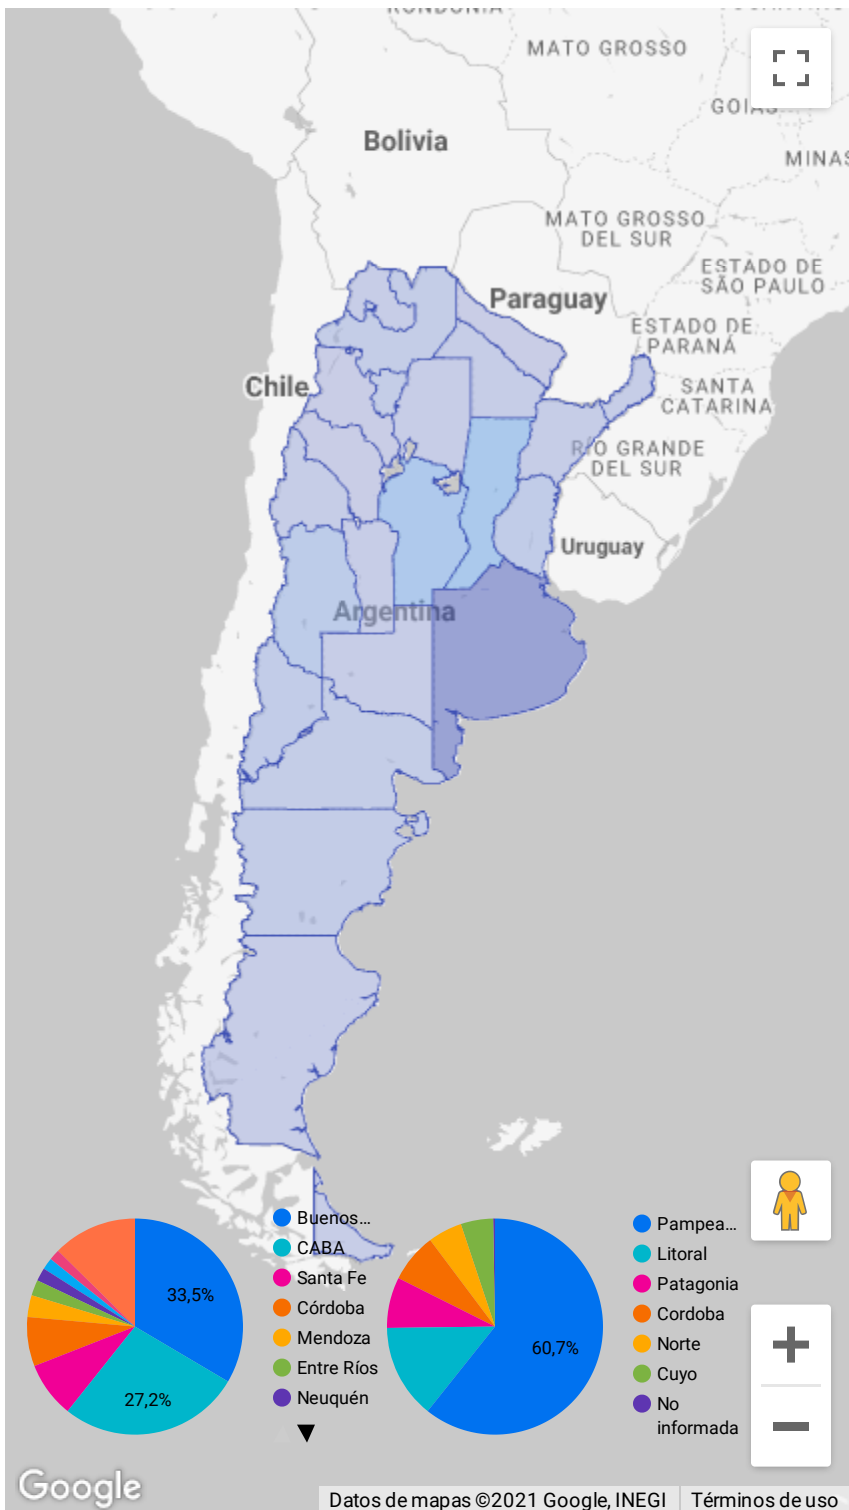 MATO GROSSO
Bolivia
MINAS
MATO GROSSO
DEL SUR
ESTADO DE
SÃO PAULO
Paraguay
ESTADO DE
PARANÁ
Chile
SANTA
CATARINA
RÍO GRANDE
DEL SUR
Uruguay
Argentina
Buenos...
CABA
Santa Fe
Córdoba
Mendoza
Entre Ríos
Neuquén
33,5%
27,2%
Pampea...
Litoral
Patagonia
Cordoba
Norte
Cuyo
No
informada
60,7%
Google
Datos de mapas ©2021 Google, INEGI
Términos de uso